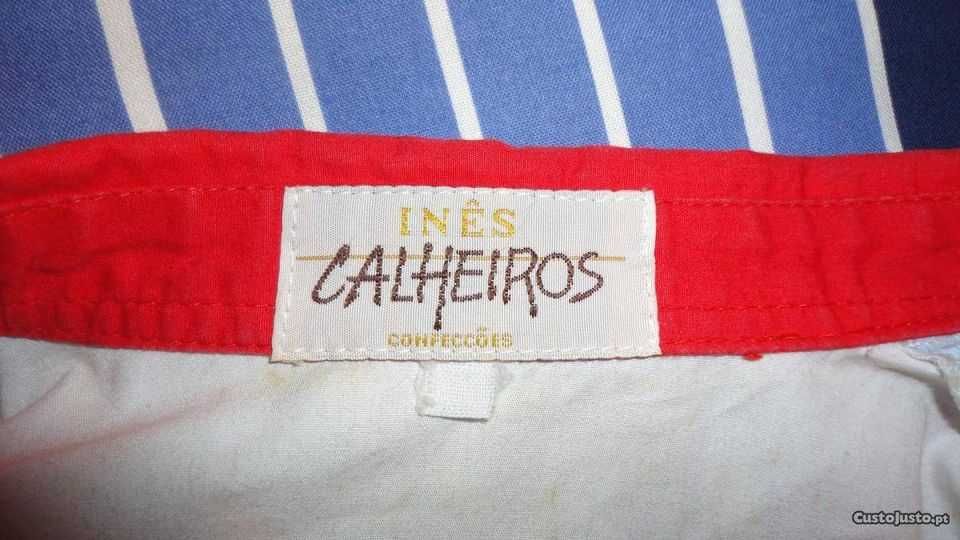 INÊS
CALHEIROS
CONFECCÕES
CustoJusto.pt